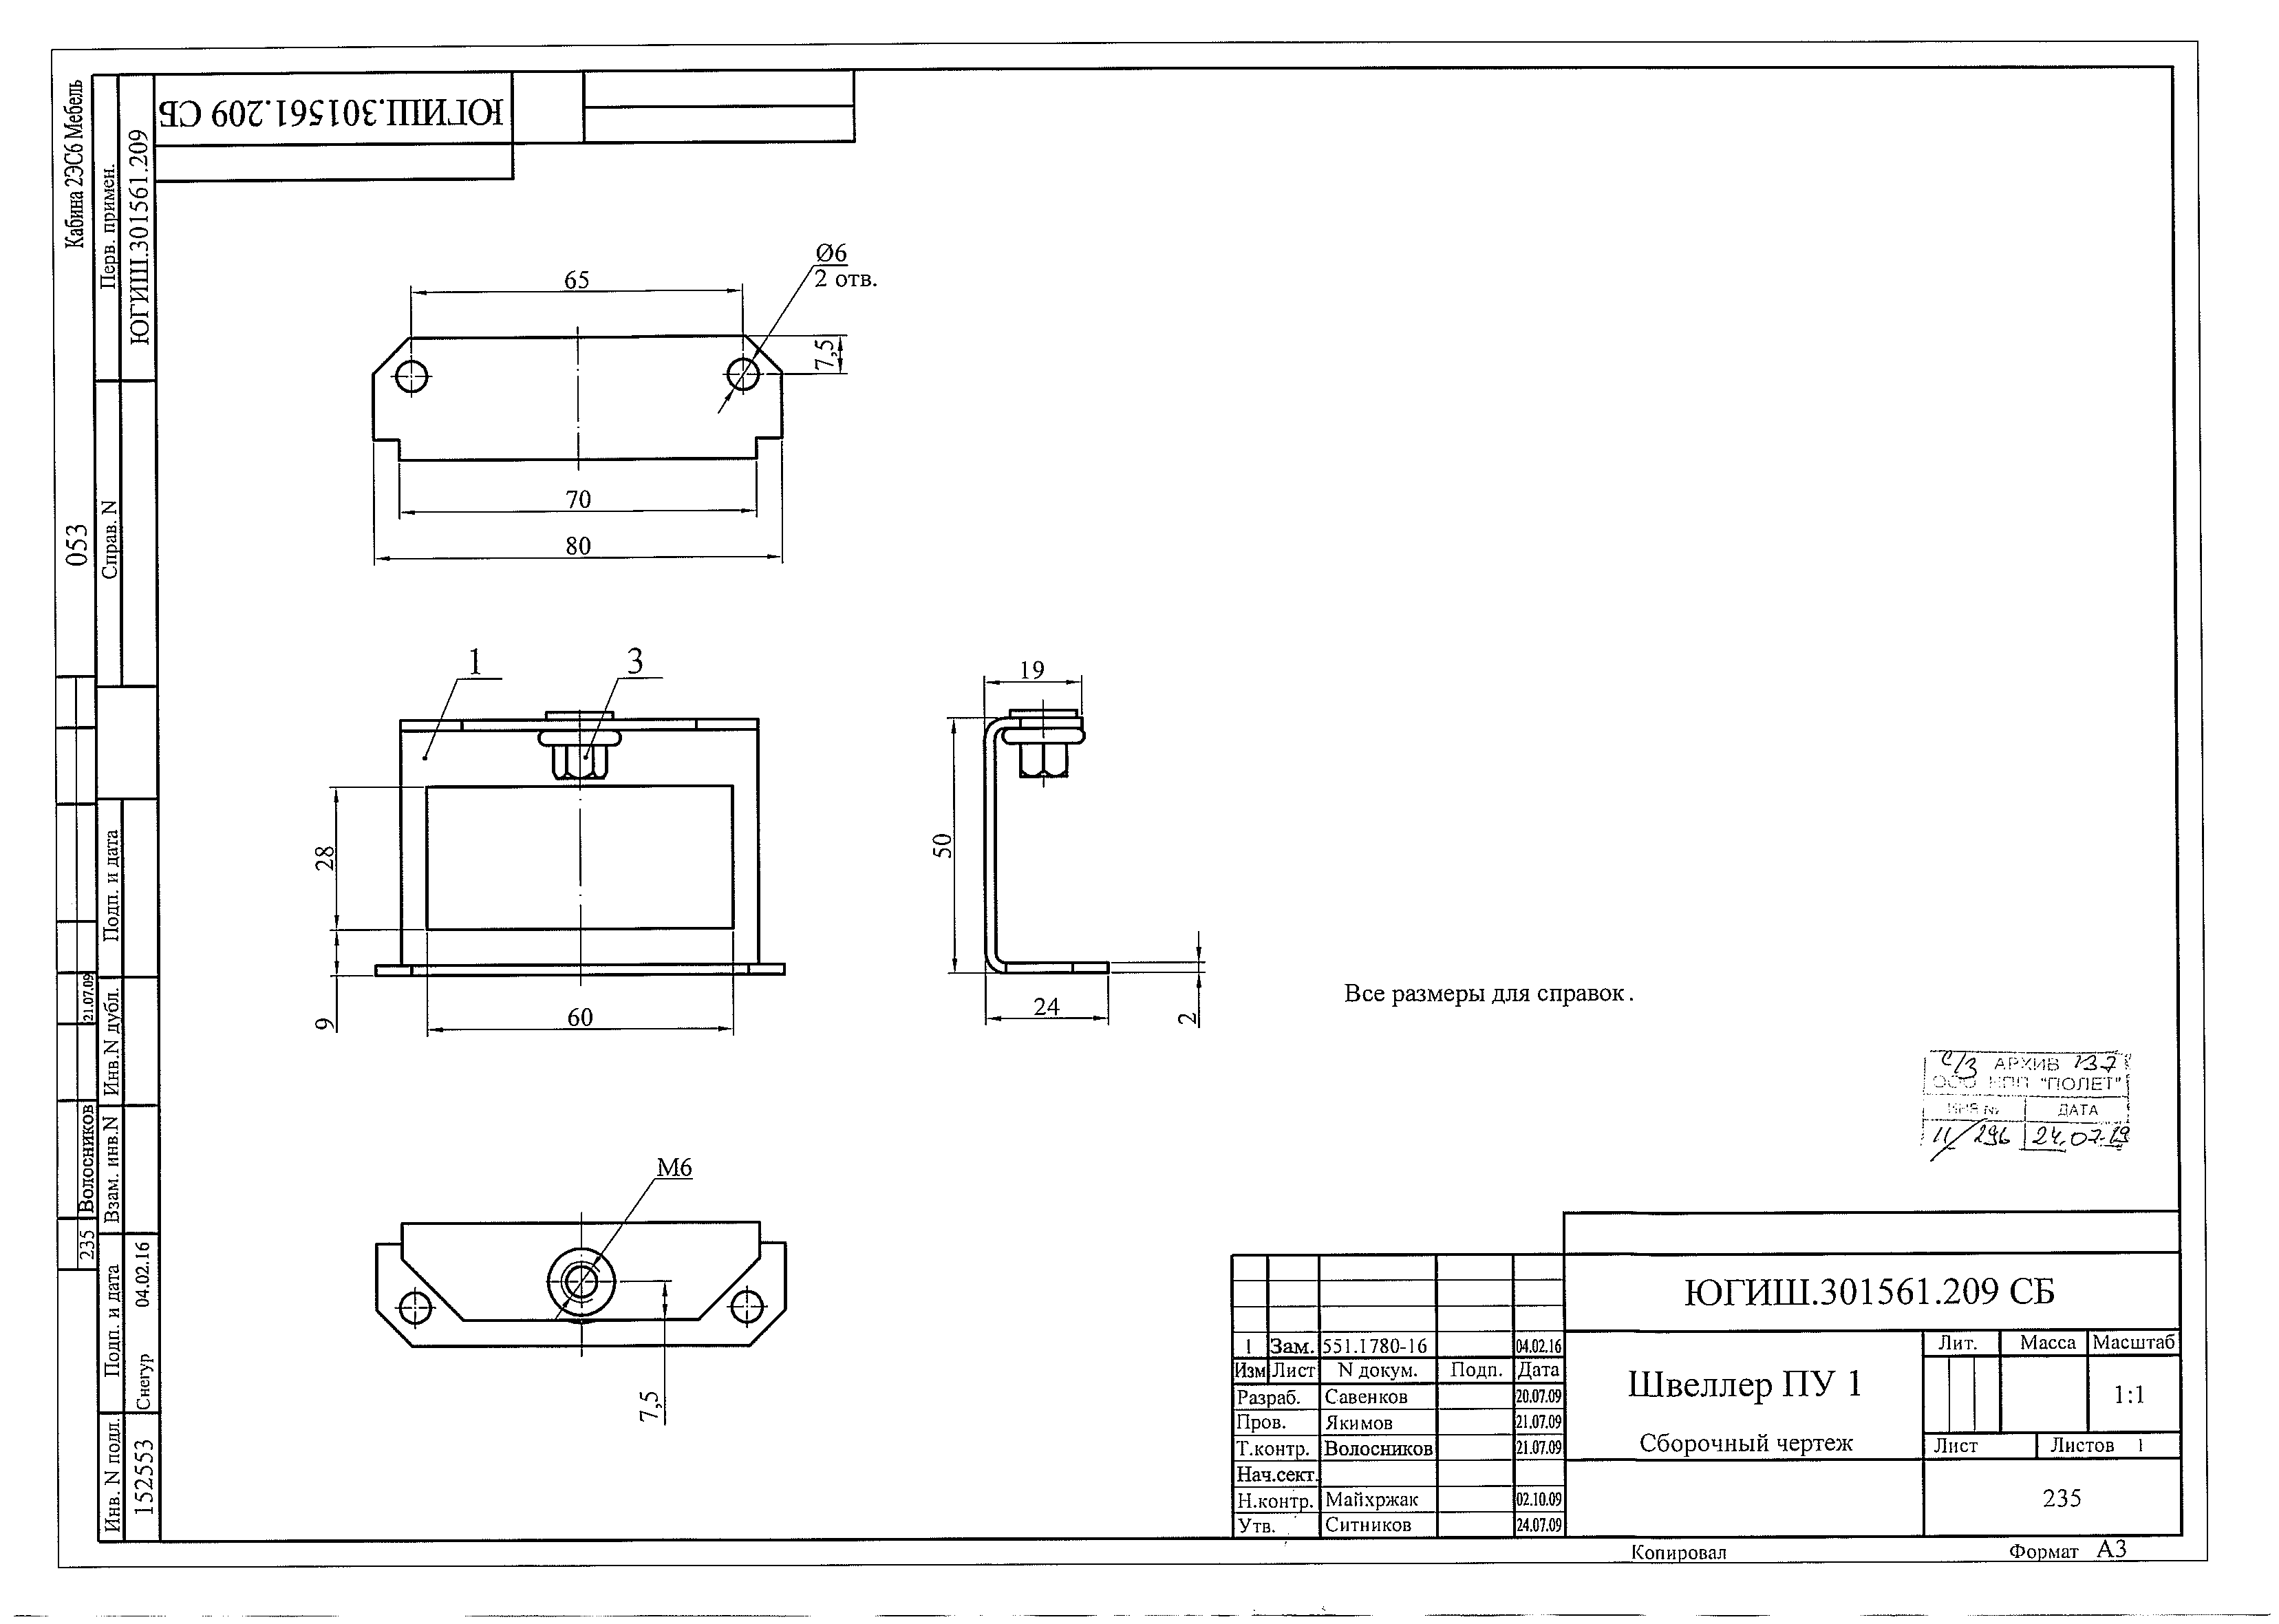 ЮГИШ.301561.209 СБ
Кабина 2ЭС6 Мебель
Перв. примен.
ЮГИШ.301561.209
053
Справ. N
Подп. и дата
21.07.09
Инв.N дубл.
Волосников
Взам. инв.N
235
Подп. и дата
Снегур 04.02.16
Инв. N подл.
152553
65
Ø6
2 отв.
7,5
70
80
1
3
28
9
60
19
50
24
2
Все размеры для справок.
М6
7,5
с/з АРХИВ 137
ООО НПП "ПОЛЕТ"
ИНВ № ДАТА
11/296 24.07.19
ЮГИШ.301561.209 СБ
1 Зам. 551.1780-16 04.02.16
Изм Лист N докум. Подп. Дата
Разраб. Савенков 20.07.09
Пров. Якимов 21.07.09
Т.контр. Волосников 21.07.09
Нач.сект.
Н.контр. Майхржак 02.10.09
Утв. Ситников 24.07.09
Швеллер ПУ 1
Сборочный чертеж
Лит. Масса Масштаб
1:1
Лист Листов 1
235
Копировал Формат А3